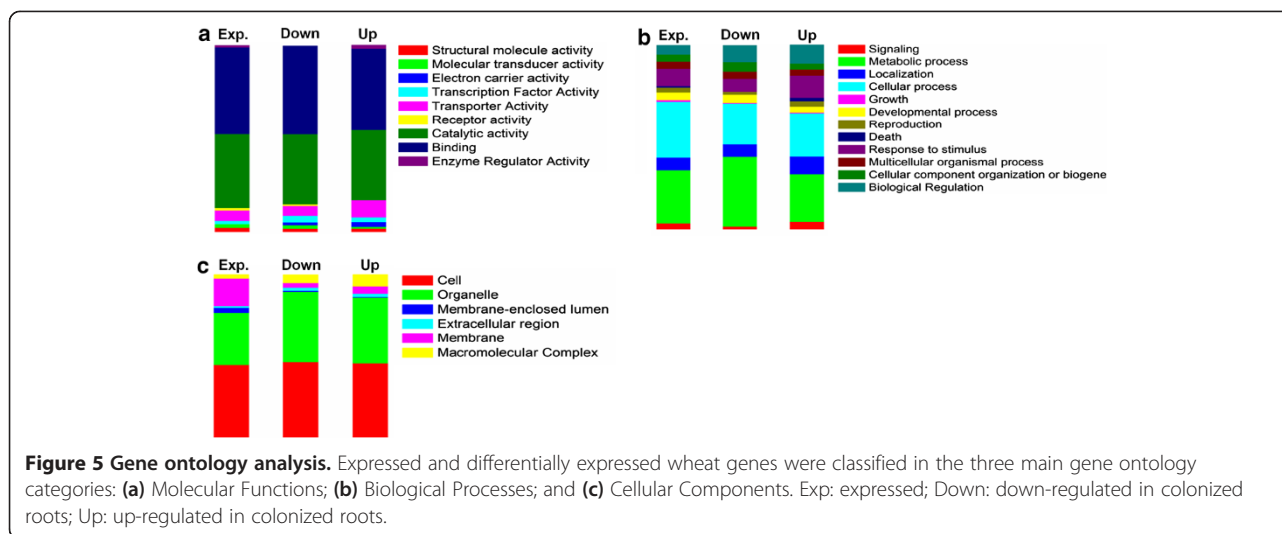 a Exp. Down Up
Structural molecule activity
Molecular transducer activity
Electron carrier activity
Transcription Factor Activity
Transporter Activity
Receptor activity
Catalytic activity
Binding
Enzyme Regulator Activity
b Exp. Down Up
Signaling
Metabolic process
Localization
Cellular process
Growth
Developmental process
Reproduction
Death
Response to stimulus
Multicellular organismal process
Cellular component organization or biogene
Biological Regulation
c Exp. Down Up
Cell
Organelle
Membrane-enclosed lumen
Extracellular region
Membrane
Macromolecular Complex
Figure 5 Gene ontology analysis. Expressed and differentially expressed wheat genes were classified in the three main gene ontology
categories: (a) Molecular Functions; (b) Biological Processes; and (c) Cellular Components. Exp: expressed; Down: down-regulated in colonized
roots; Up: up-regulated in colonized roots.